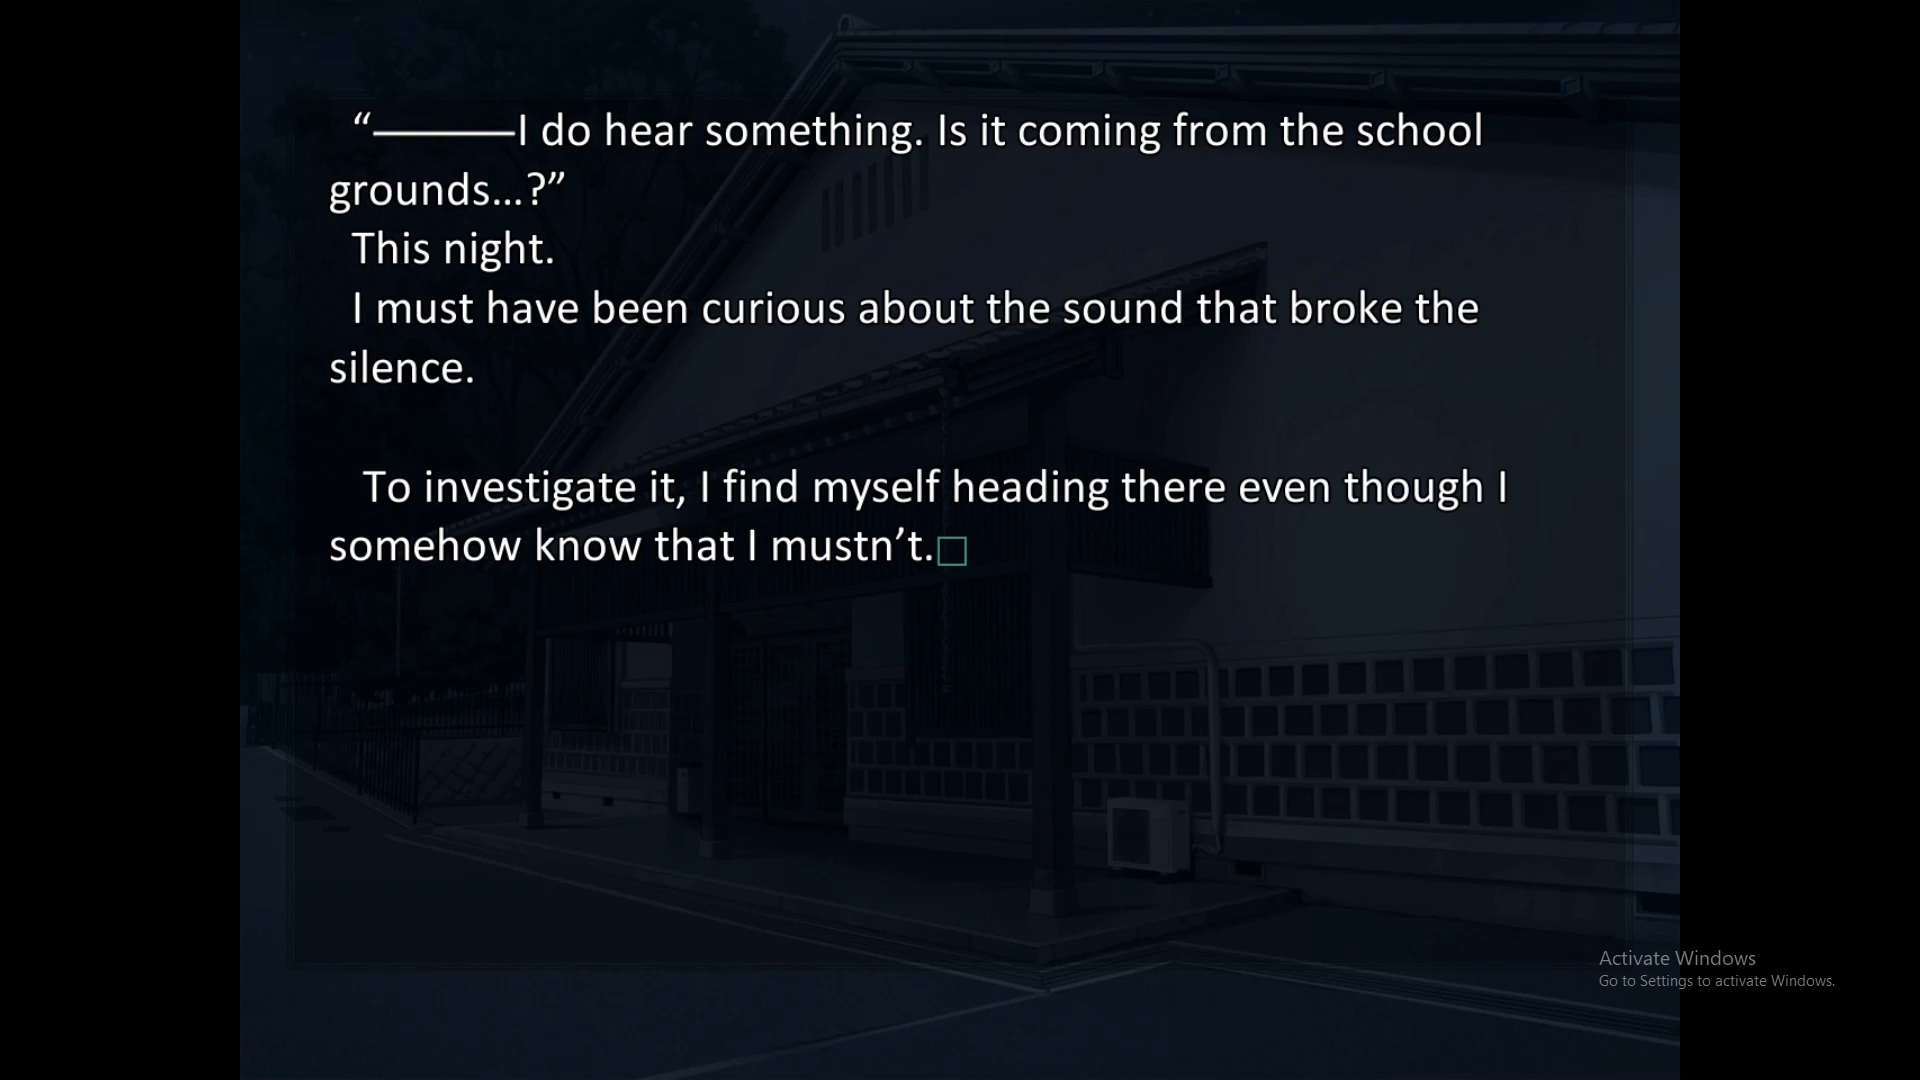 “————I do hear something. Is it coming from the school
grounds...?”
This night.
I must have been curious about the sound that broke the
silence.
To investigate it, I find myself heading there even though I
somehow know that I mustn’t.
Activate Windows
Go to Settings to activate Windows.